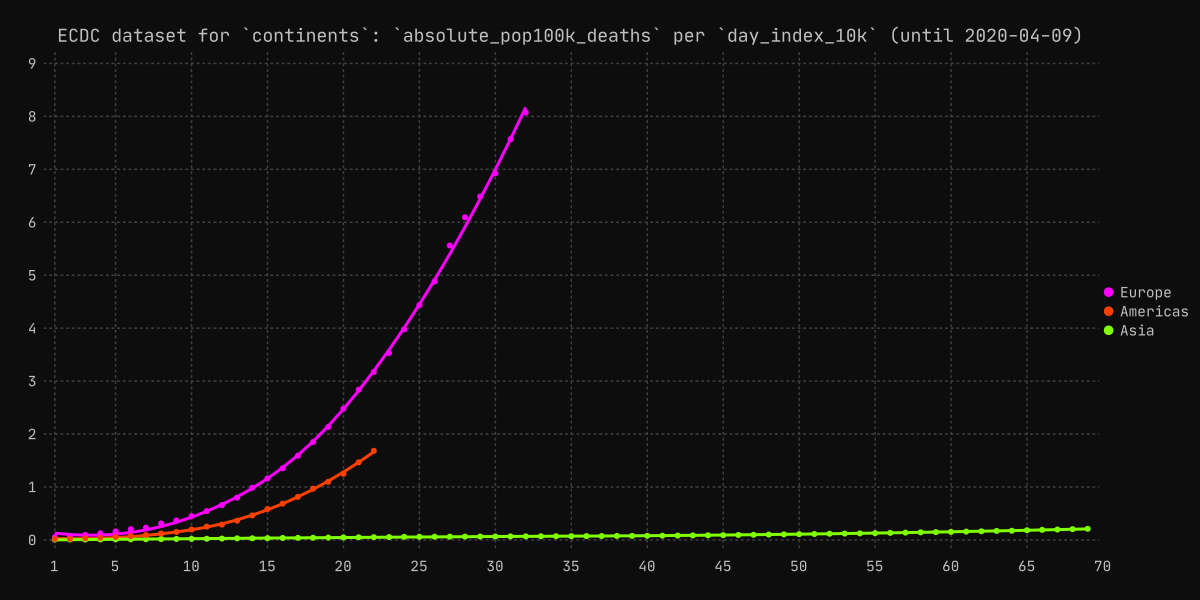 ECDC dataset for `continents`: `absolute_pop100k_deaths` per `day_index_10k` (until 2020-04-09)
9
8
7
6
5
4
3
2
1
0
Europe
Americas
Asia
1 5 10 15 20 25 30 35 40 45 50 55 60 65 70